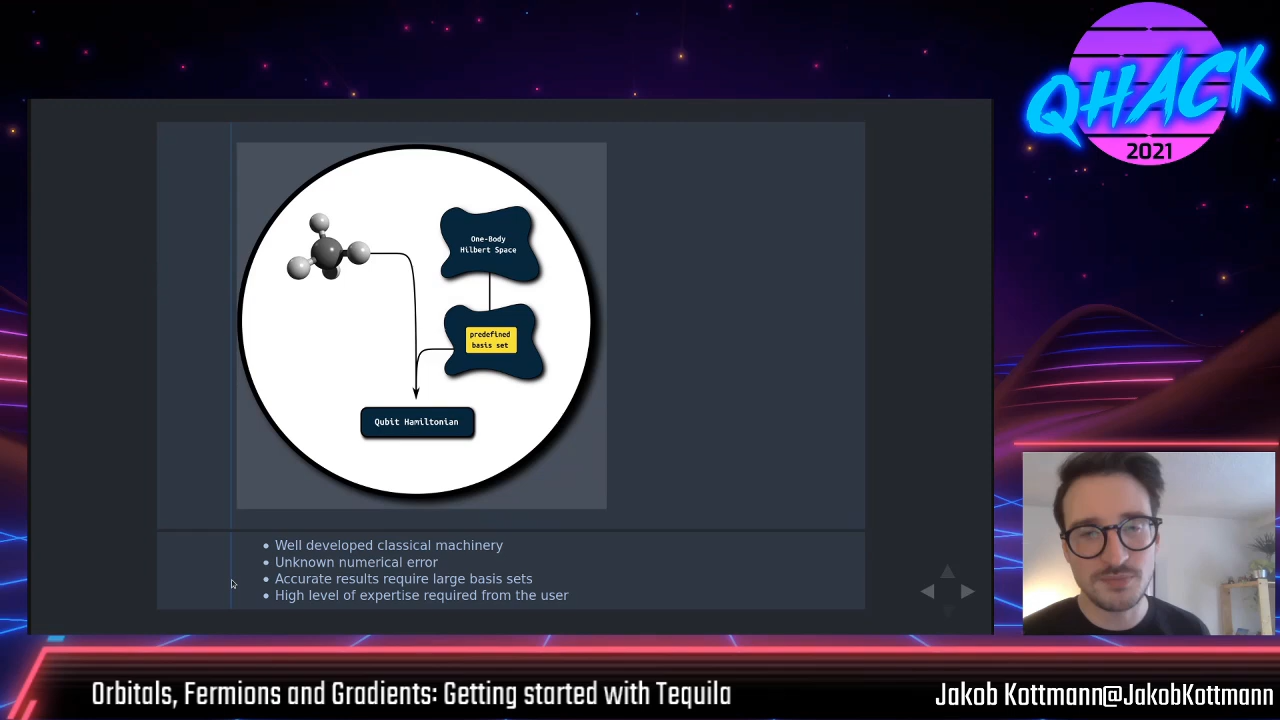 QHACK
2021
One-Body
Hilbert Space
predefined
basis set
Qubit Hamiltonian
Well developed classical machinery
Unknown numerical error
Accurate results require large basis sets
High level of expertise required from the user
Orbitals, Fermions and Gradients: Getting started with Tequila
Jakob Kottmann@JakobKottmann